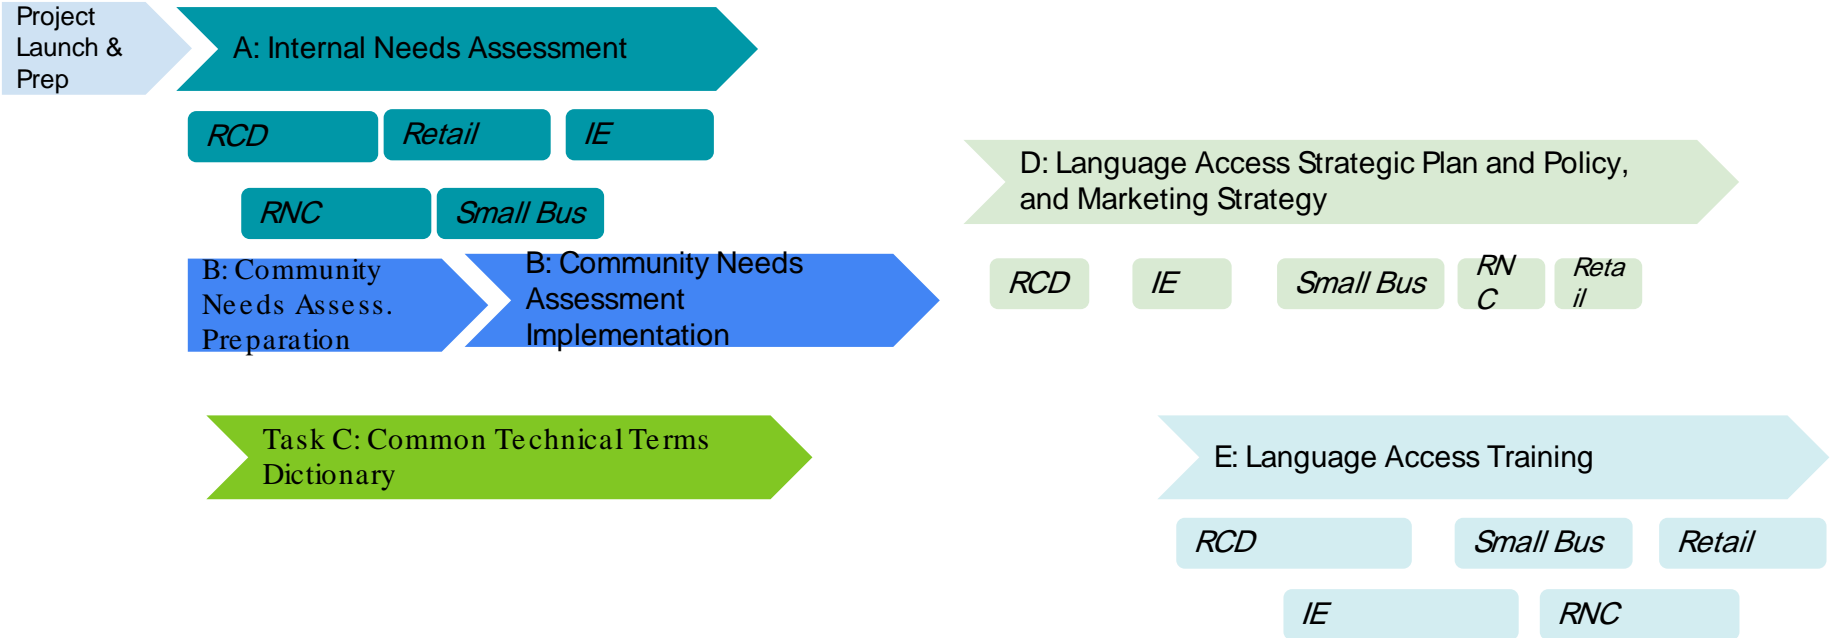 Project
Launch &
Prep
A: Internal Needs Assessment
RCD
Retail
IE
RNC
Small Bus
B: Community
Needs Assess.
Preparation
B: Community Needs
Assessment
Implementation
Task C: Common Technical Terms
Dictionary
D: Language Access Strategic Plan and Policy,
and Marketing Strategy
RCD
IE
Small Bus
RN
C
Reta
il
E: Language Access Training
RCD
Small Bus
Retail
IE
RNC